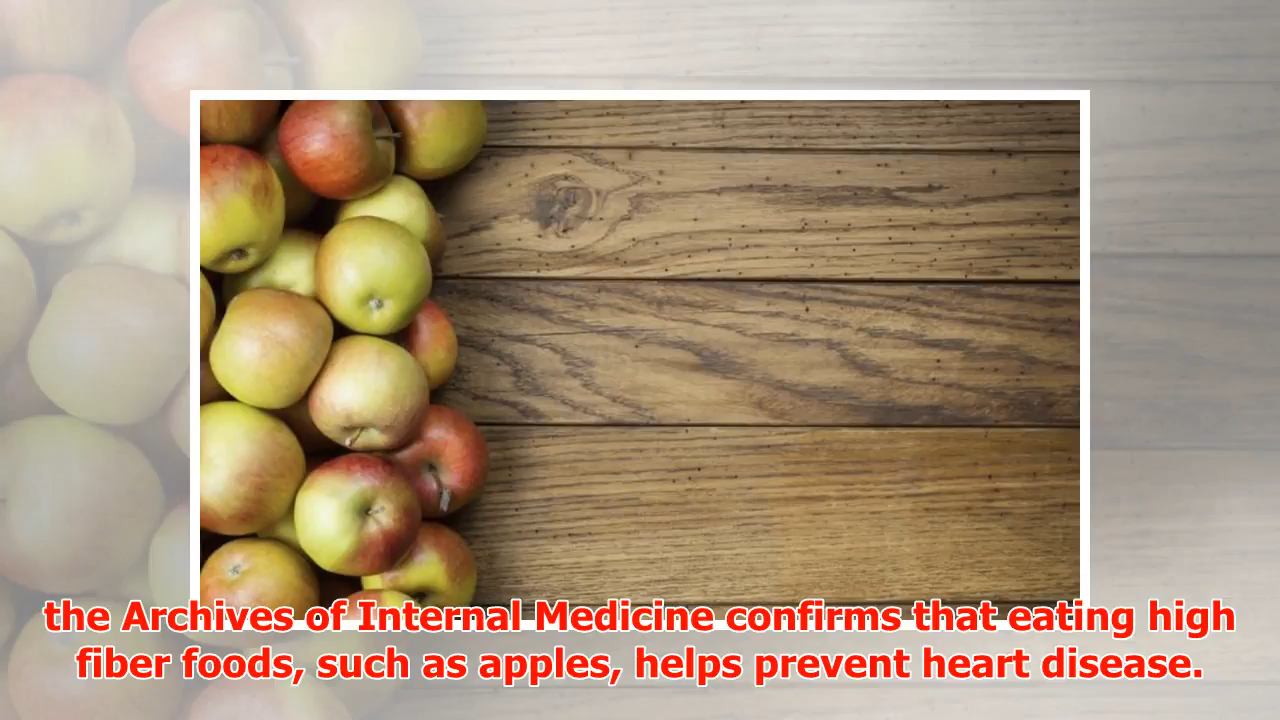 the Archives of Internal Medicine confirms that eating high
fiber foods, such as apples, helps prevent heart disease.